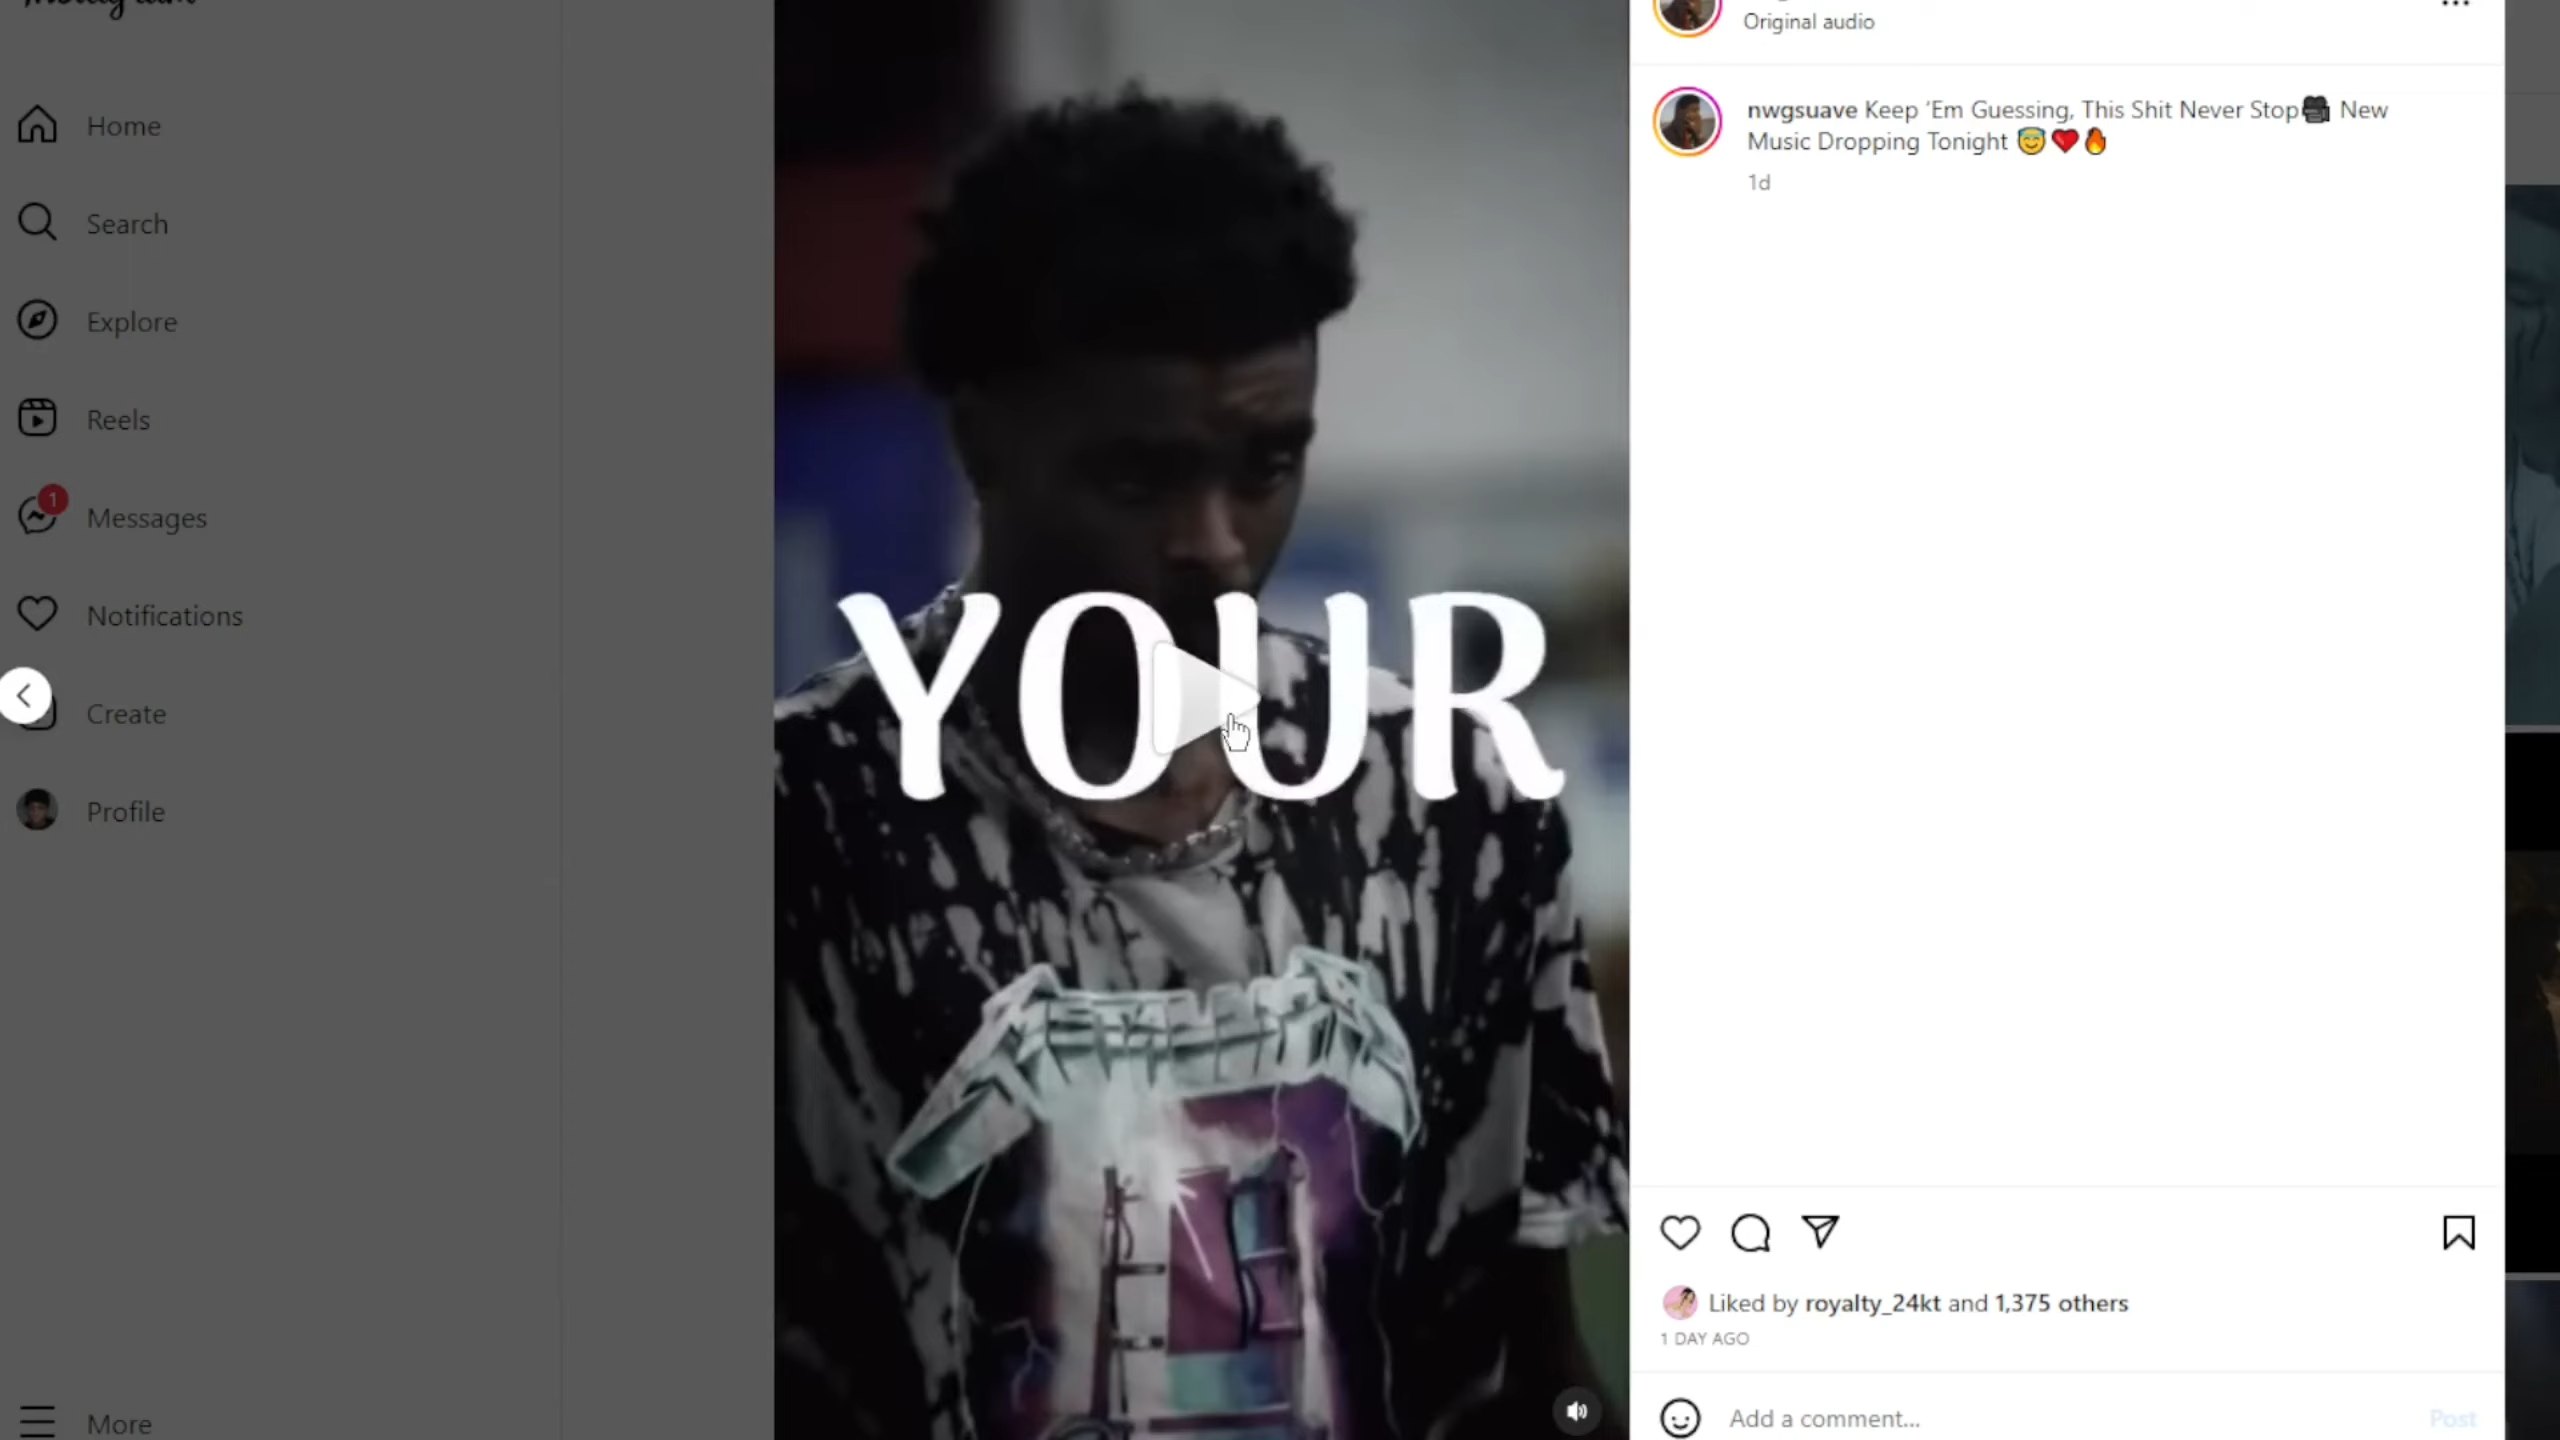 Original audio
Home
Search
Explore
Reels
1
Messages
Notifications
Create
Profile
More
YOUR
nwgsuave Keep ‘Em Guessing, This Shit Never Stop🎥 New
Music Dropping Tonight 😇❤️🔥
1d
Liked by royalty_24kt and 1,375 others
1 DAY AGO
Add a comment...
Post